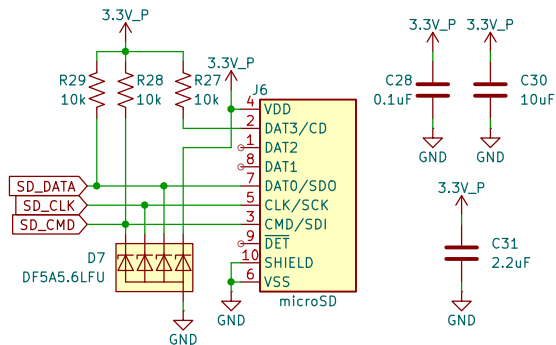 3.3V_P
R29
10k
R28
10k
R27
10k
3.3V_P
J6
4 VDD
2 DAT3/CD
1 DAT2
8 DAT1
7 DAT0/SDO
5 CLK/SCK
3 CMD/SDI
9 DET
10 SHIELD
6 VSS
microSD
SD_DATA
SD_CLK
SD_CMD
D7
DF5A5.6LFU
GND
GND
3.3V_P
C28
0.1uF
GND
3.3V_P
C30
10uF
GND
3.3V_P
C31
2.2uF
GND